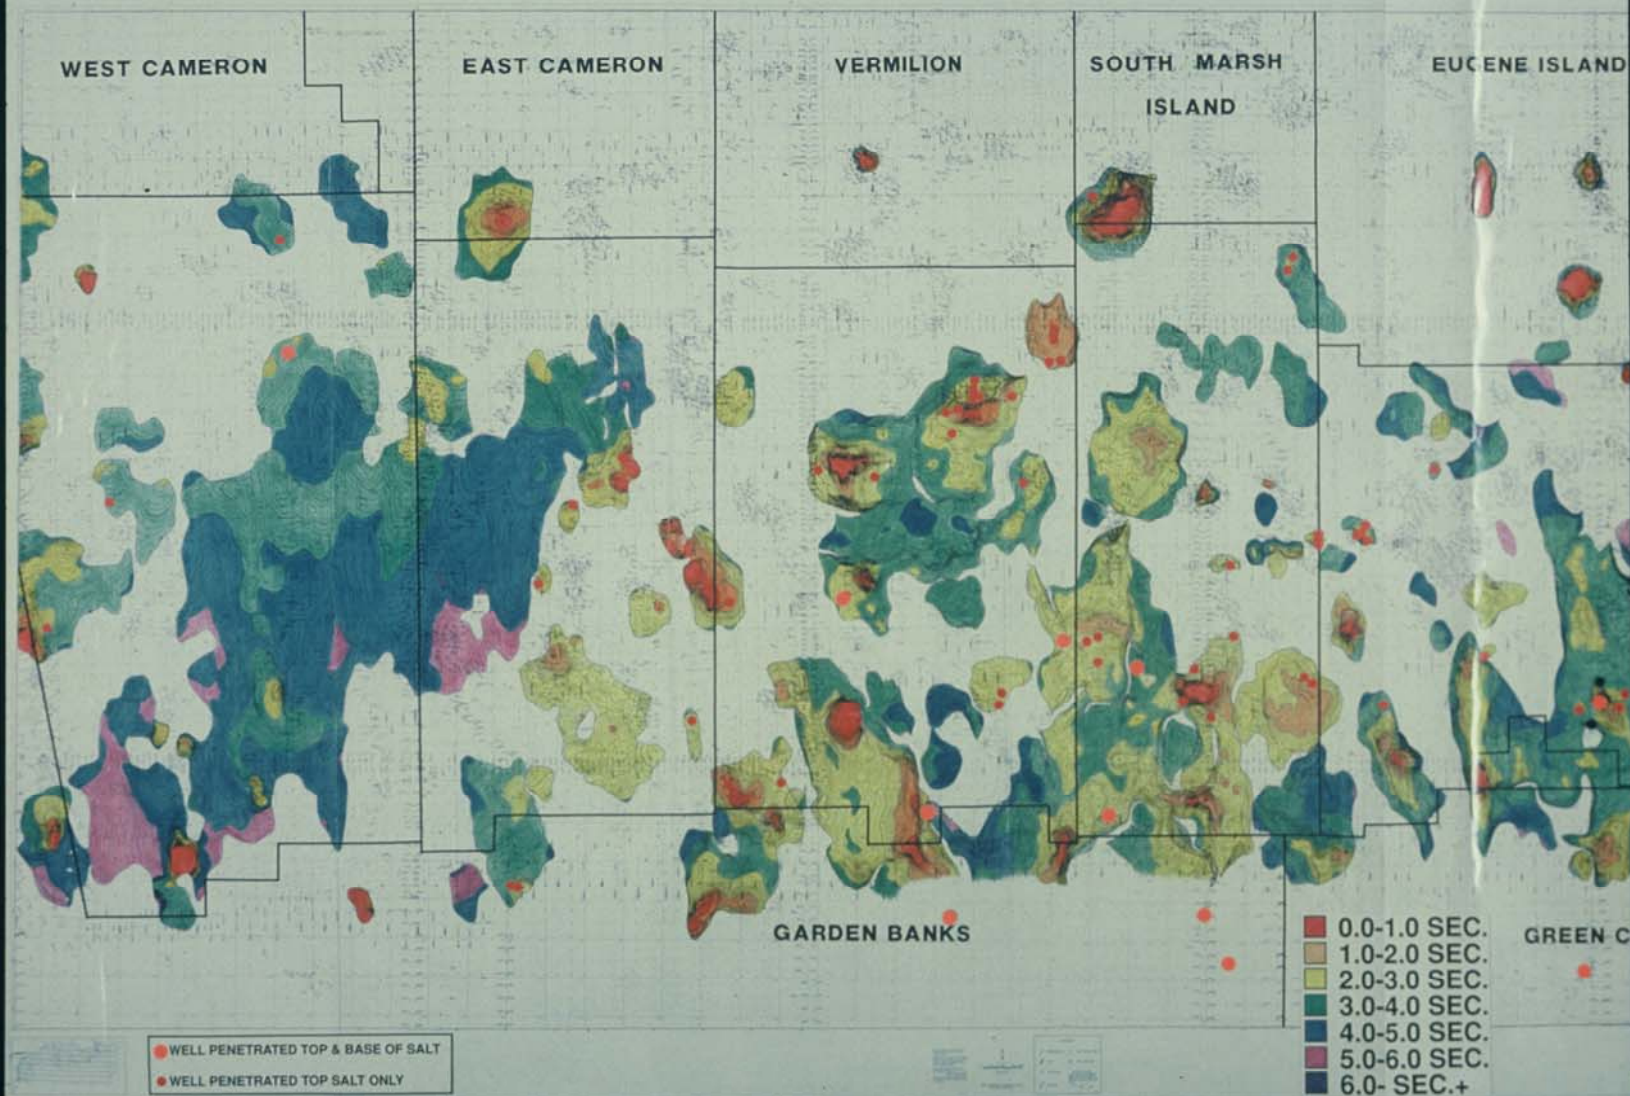 WEST CAMERON
EAST CAMERON
VERMILION
SOUTH MARSH
ISLAND
EUGENE ISLAND
GARDEN BANKS
GREEN C
0.0-1.0 SEC.
1.0-2.0 SEC.
2.0-3.0 SEC.
3.0-4.0 SEC.
4.0-5.0 SEC.
5.0-6.0 SEC.
6.0- SEC.+
WELL PENETRATED TOP & BASE OF SALT
WELL PENETRATED TOP SALT ONLY